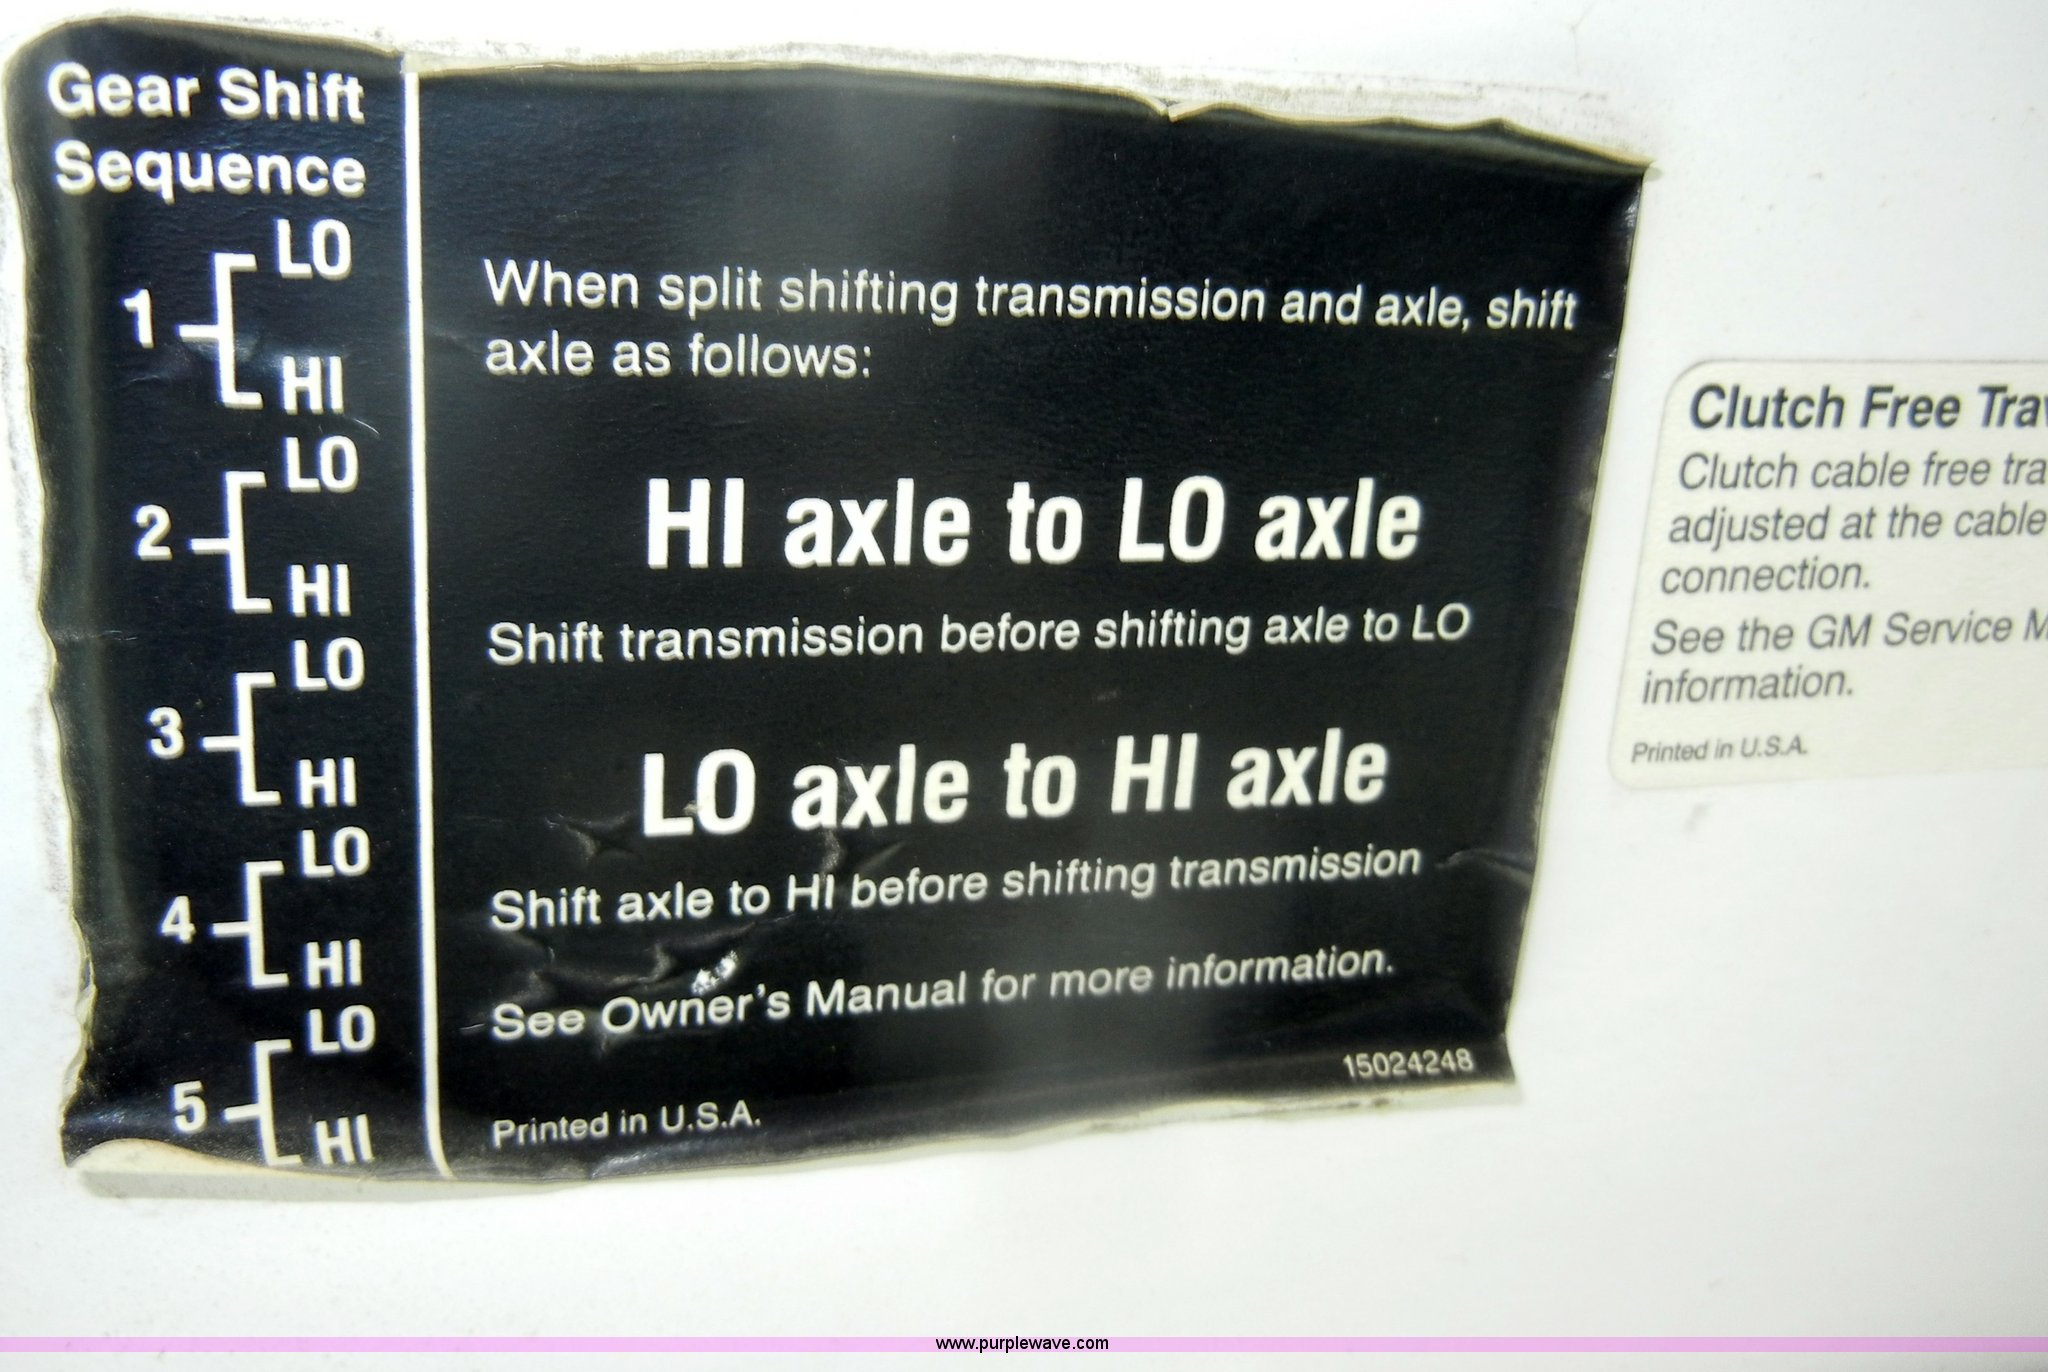 Gear Shift
Sequence
1
LO
HI
2
LO
HI
3
LO
HI
4
LO
HI
5
LO
HI
When split shifting transmission and axle, shift
axle as follows:
HI axle to LO axle
Shift transmission before shifting axle to LO
LO axle to HI axle
Shift axle to HI before shifting transmission
See Owner's Manual for more information.
15024248
Printed in U.S.A.
Clutch Free
Clutch cable free
adjusted at the cable
connection.
See the GM Service
information.
Printed in U.S.A.
www.purplewave.com